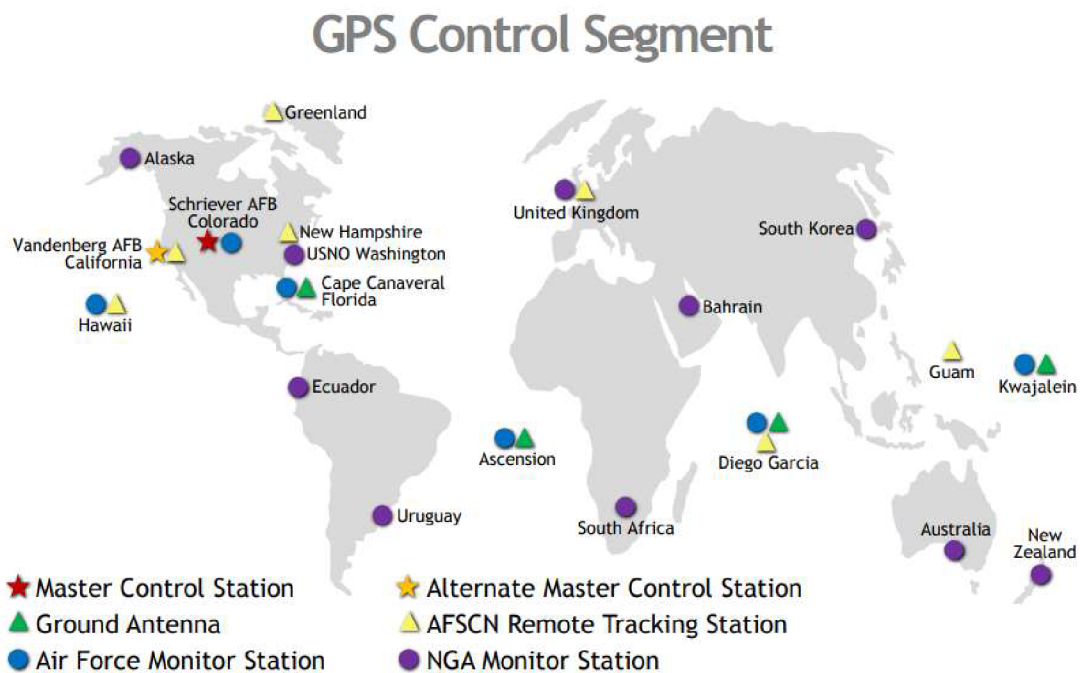 GPS Control Segment
Greenland
Alaska
Schriever AFB
Colorado
Vandenberg AFB
California
New Hampshire
USNO Washington
Cape Canaveral
Florida
Hawaii
United Kingdom
South Korea
Bahrain
Guam
Kwajalein
Ecuador
Ascension
Diego Garcia
Uruguay
South Africa
Australia
New
Zealand
Master Control Station
Alternate Master Control Station
Ground Antenna
AFSCN Remote Tracking Station
Air Force Monitor Station
NGA Monitor Station